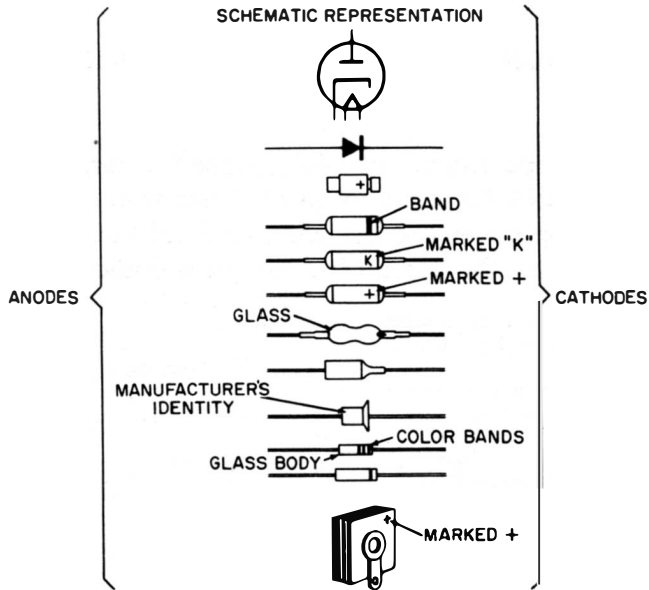 SCHEMATIC REPRESENTATION
+
BAND
MARKED "K"
K
MARKED +
+
ANODES
CATHODES
GLASS
MANUFACTURER'S
IDENTITY
COLOR BANDS
GLASS BODY
+
MARKED +